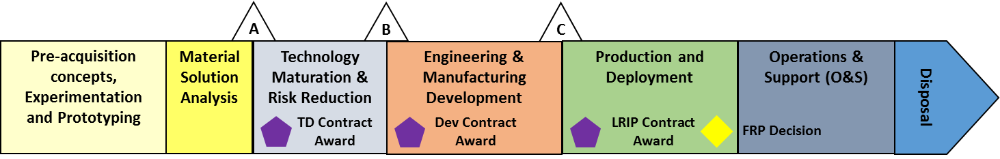 A
B
C
Pre-acquisition
concepts,
Experimentation
and Prototyping
Material
Solution
Analysis
Technology
Maturation &
Risk Reduction
TD Contract
Award
Engineering &
Manufacturing
Development
Dev Contract
Award
Production and
Deployment
LRIP Contract
Award
Operations &
Support (O&S)
FRP Decision
Disposal